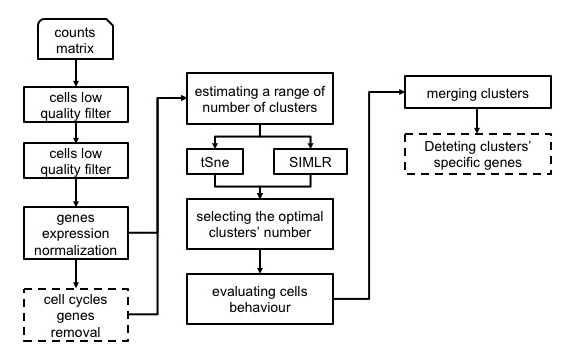 counts
matrix
cells low
quality filter
cells low
quality filter
genes
expression
normalization
cell cycles
genes
removal
estimating a range of
number of clusters
tSne
SIMLR
selecting the optimal
clusters' number
evaluating cells
behaviour
merging clusters
Deteting clusters'
specific genes